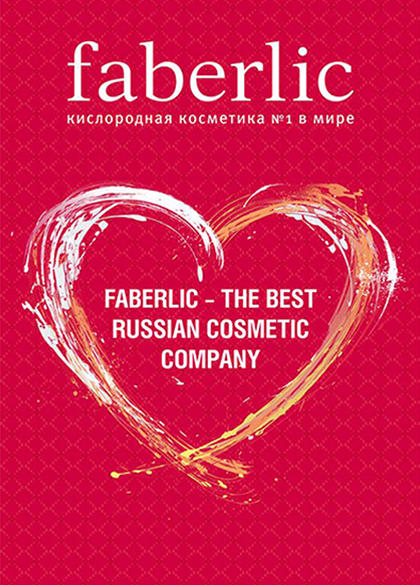 faberlic
кислородная косметика №1 в мире
FABERLIC – THE BEST
RUSSIAN COSMETIC
COMPANY